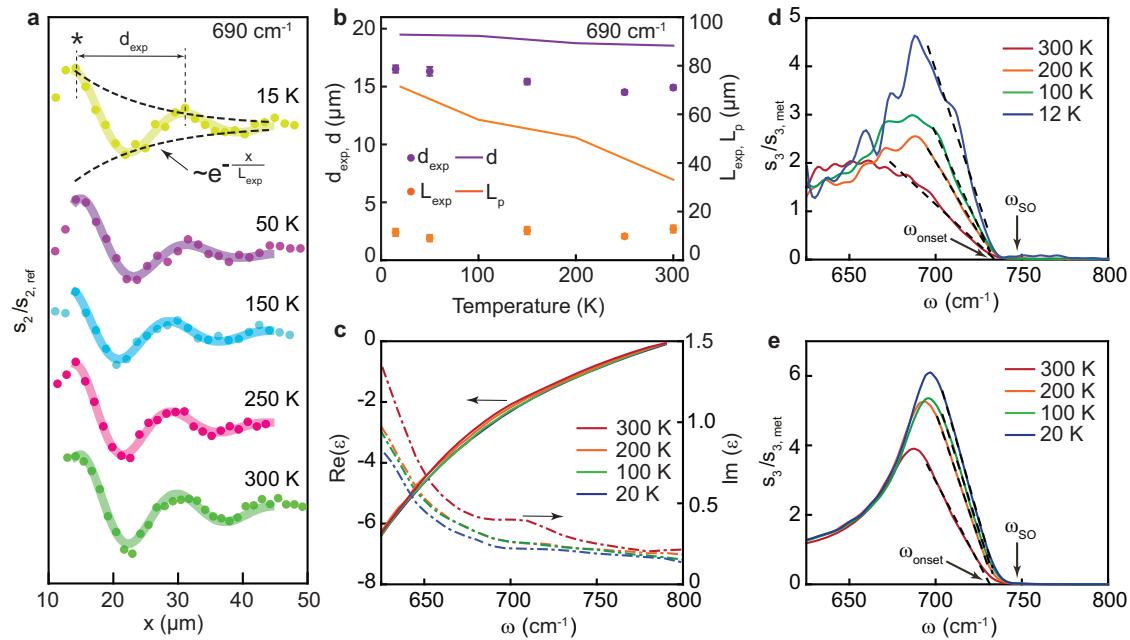 a
690 cm⁻¹
*
d_exp
15 K
~e^(- x/L_exp)
50 K
150 K
250 K
300 K
s₂/s₂, ref
10 20 30 40 50
x (µm)
b
690 cm⁻¹
20
15
10
5
0
d_exp, d (µm)
100
80
60
40
20
0
L_exp, L_p (µm)
d_exp d
L_exp L_p
0 100 200 300
Temperature (K)
c
0
-2
-4
-6
-8
Re(ε)
1.5
1.0
0.5
0
Im (ε)
300 K
200 K
100 K
20 K
650 700 750 800
ω (cm⁻¹)
d
5
4
3
2
1
0
s₃/s₃, met
300 K
200 K
100 K
12 K
ω_SO
ω_onset
650 700 750 800
ω (cm⁻¹)
e
6
4
2
0
s₃/s₃, met
300 K
200 K
100 K
20 K
ω_SO
ω_onset
650 700 750 800
ω (cm⁻¹)